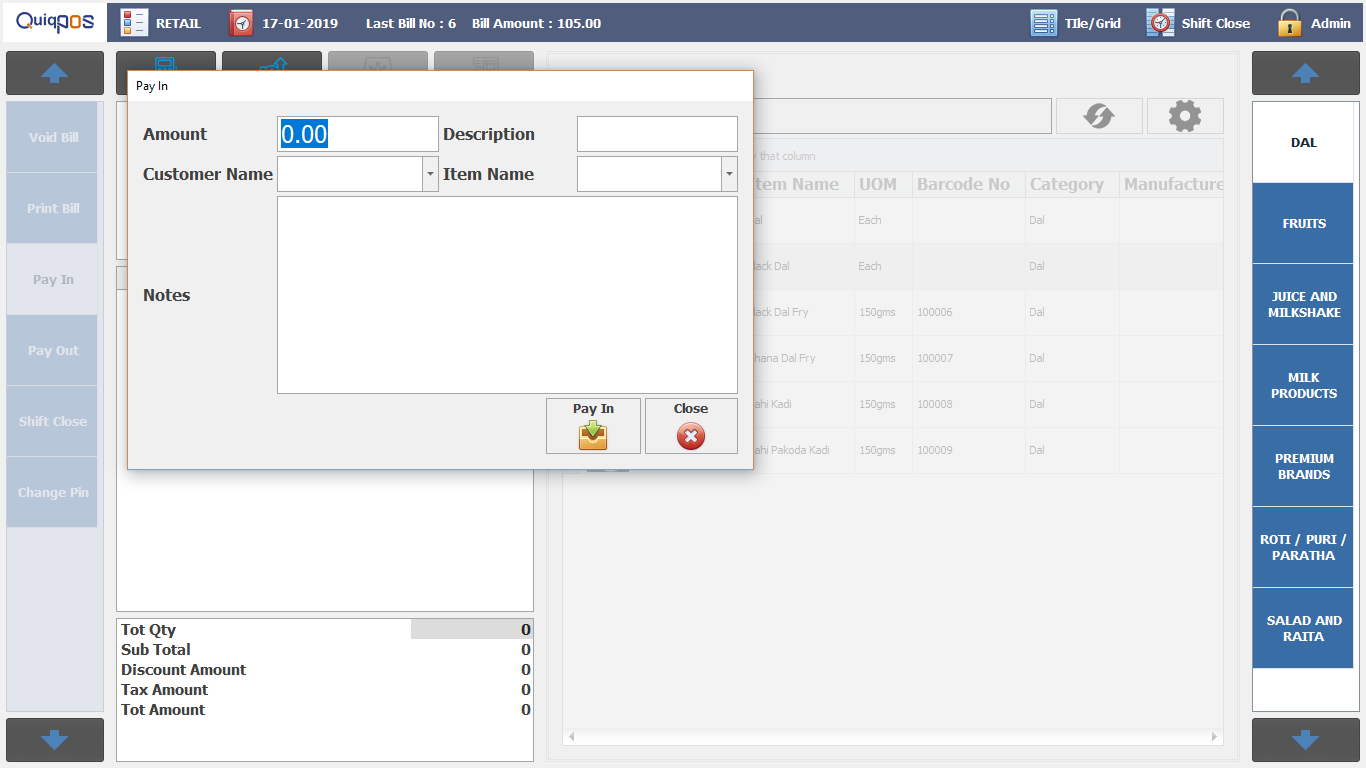 QuiqPOS
RETAIL
17-01-2019
Last Bill No : 6 Bill Amount : 105.00
TIle/Grid
Shift Close
Admin
Void Bill
Print Bill
Pay In
Pay Out
Shift Close
Change Pin
Pay In
Amount 0.00 Description
Customer Name Item Name
Notes
Pay In Close
that column
tem Name UOM Barcode No Category Manufacture
al Each Dal
lack Dal Each Dal
lack Dal Fry 150gms 100006 Dal
hana Dal Fry 150gms 100007 Dal
ahi Kadi 150gms 100008 Dal
ahi Pakoda Kadi 150gms 100009 Dal
Tot Qty 0
Sub Total 0
Discount Amount 0
Tax Amount 0
Tot Amount 0
DAL
FRUITS
JUICE AND
MILKSHAKE
MILK
PRODUCTS
PREMIUM
BRANDS
ROTI / PURI /
PARATHA
SALAD AND
RAITA